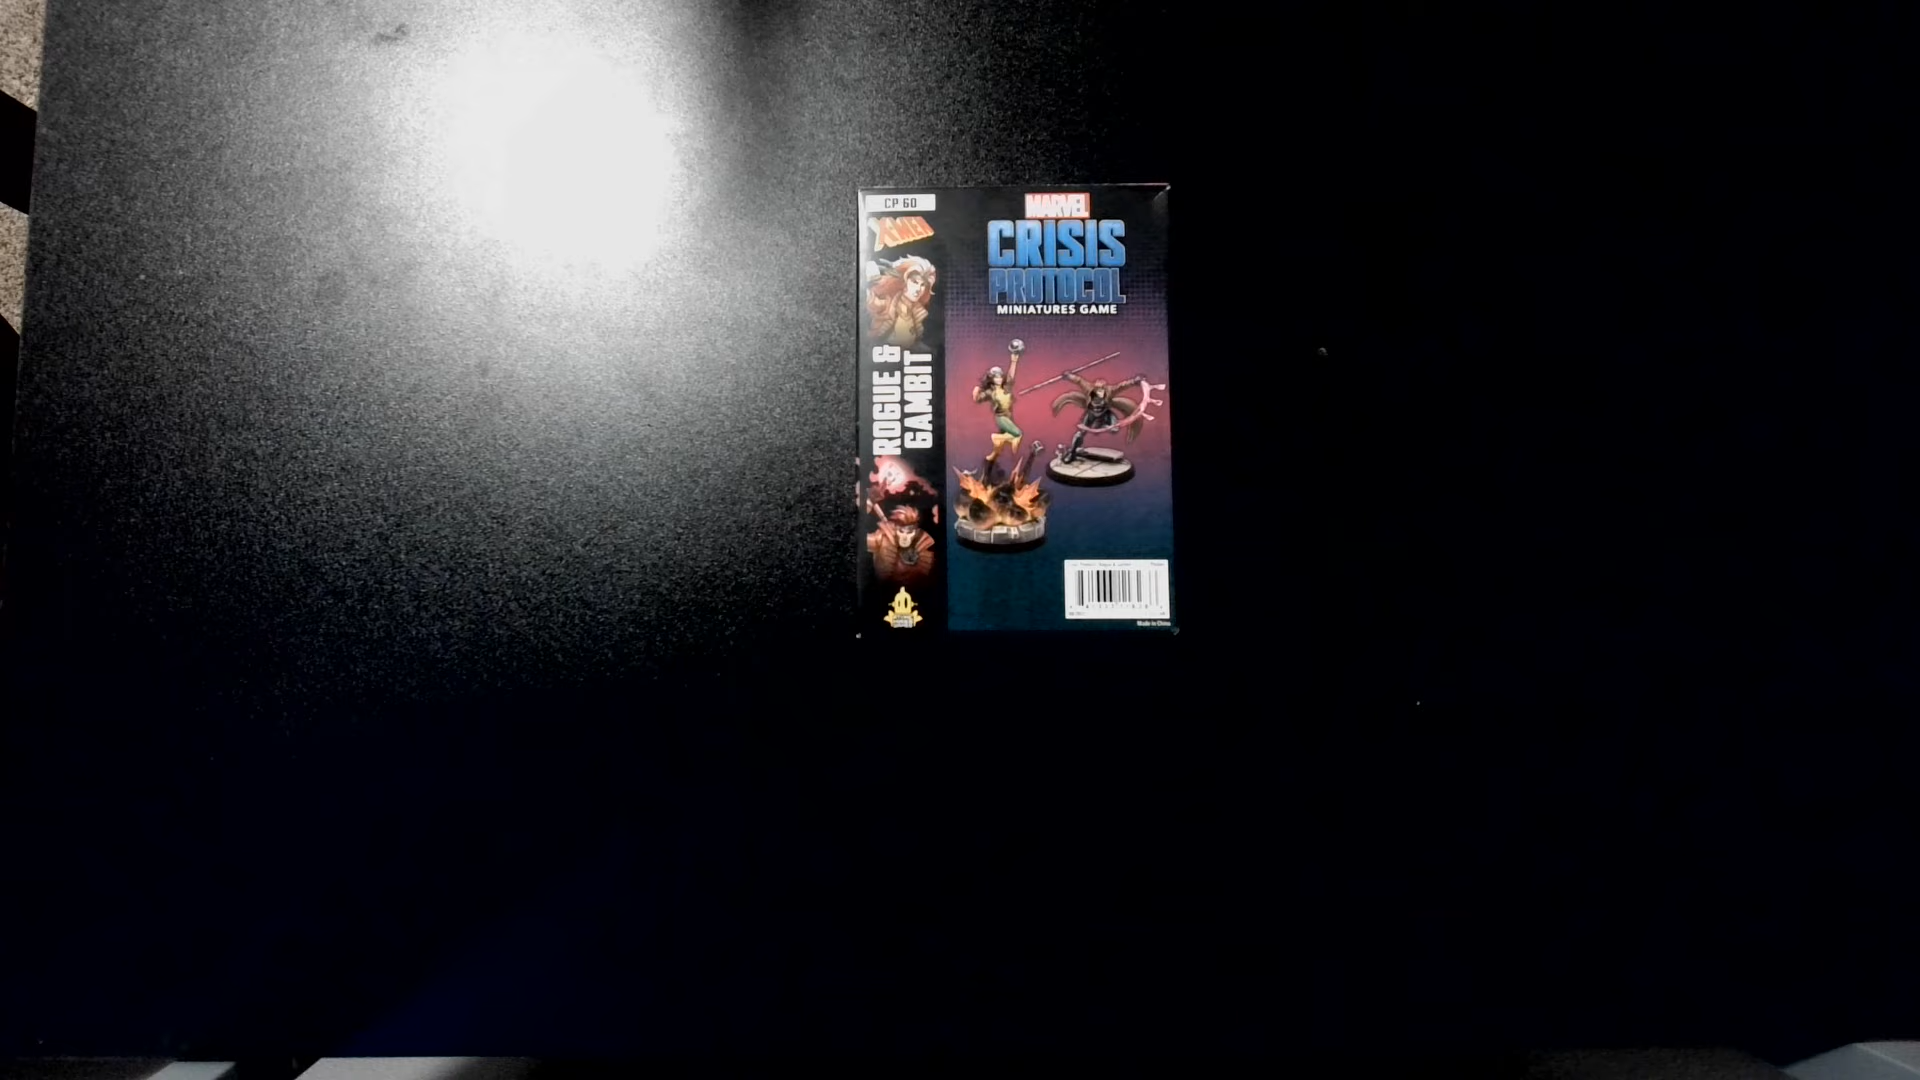 CP 60
X-MEN
ROGUE &
GAMBIT
MARVEL
CRISIS
PROTOCOL
MINIATURES GAME
Made in China